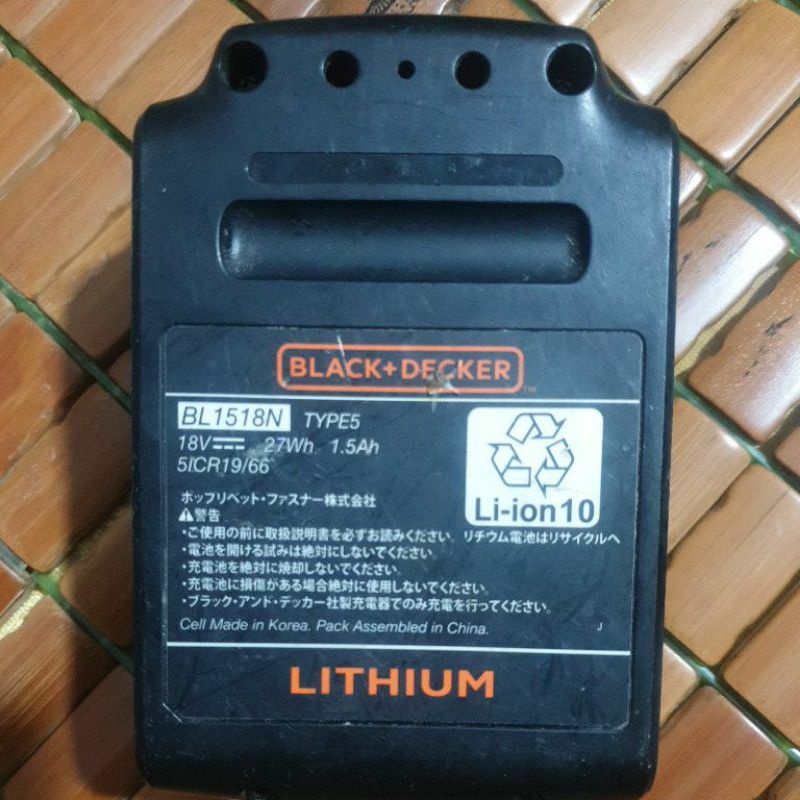 BLACK+DECKER™
BL1518N TYPE5
18V⎓ 27Wh 1.5Ah
5ICR19/66
Li-ion10
ポップリベット・ファスナー株式会社
⚠警告
・ご使用の前に取扱説明書を必ずお読みください。 リチウム電池はリサイクルへ
・電池を開ける試みは絶対にしないでください。
・充電池を絶対に焼却しないでください。
・充電池に損傷がある場合絶対に使用しないでください。
・ブラック・アンド・デッカー社製充電器でのみ充電を行ってください。
Cell Made in Korea. Pack Assembled in China. J
LITHIUM